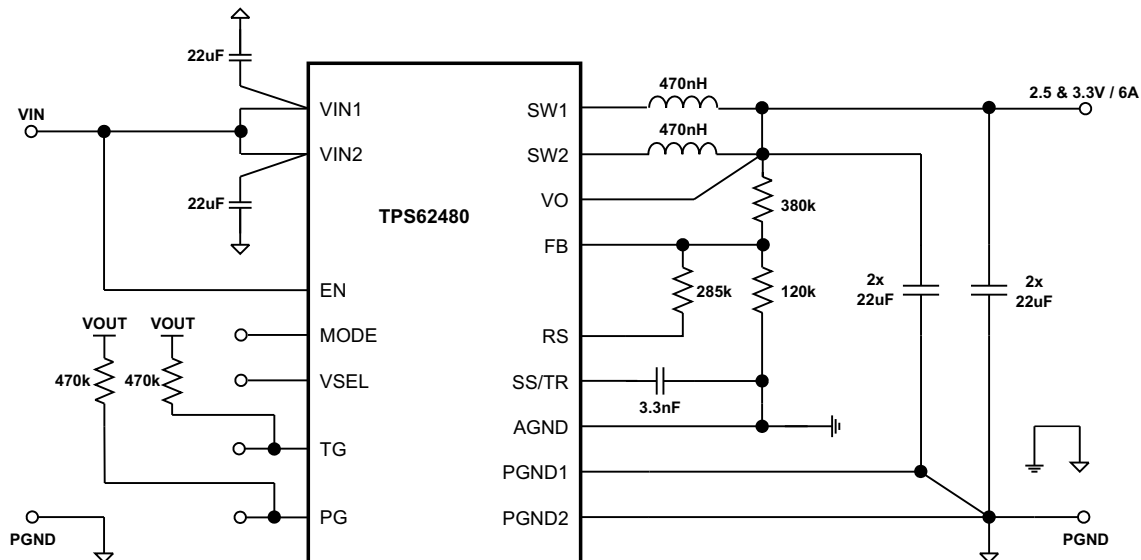 22uF
470nH
2.5 & 3.3V / 6A
VIN
VIN1
SW1
470nH
VIN2
SW2
22uF
TPS62480
VO
380k
FB
2x
22uF
2x
22uF
285k
120k
EN
VOUT
VOUT
MODE
RS
470k
470k
VSEL
SS/TR
3.3nF
AGND
TG
PGND1
PG
PGND2
PGND
PGND